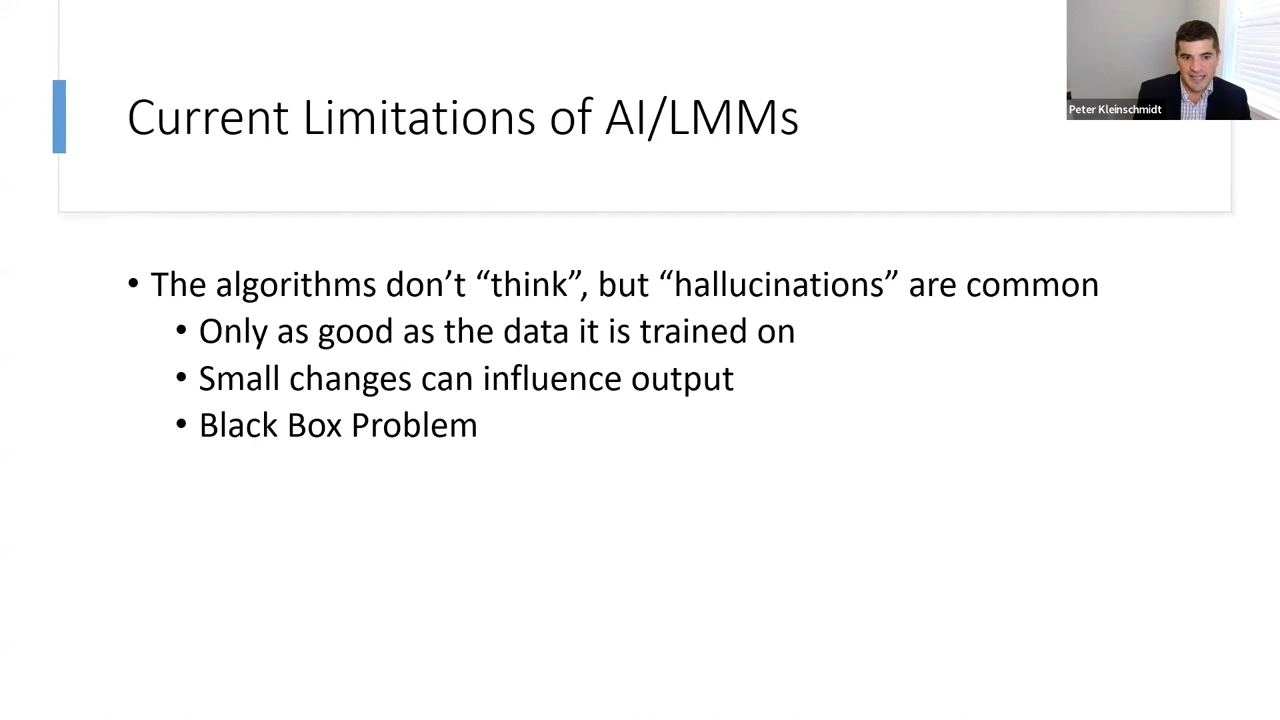 Current Limitations of AI/LMMs
Peter Kleinschmidt
• The algorithms don’t “think”, but “hallucinations” are common
• Only as good as the data it is trained on
• Small changes can influence output
• Black Box Problem